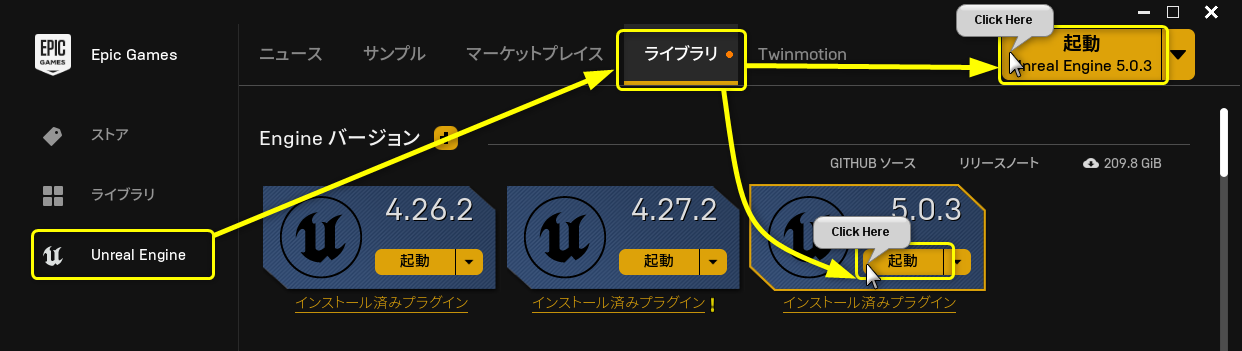 Click Here
EPIC
GAMES
Epic Games
ニュース
サンプル
マーケットプレイス
ライブラリ
Twinmotion
起動
Unreal Engine 5.0.3
ストア
ライブラリ
Unreal Engine
Engine バージョン
GITHUB ソース
リリースノート
209.8 GiB
4.26.2
起動
インストール済みプラグイン
4.27.2
起動
インストール済みプラグイン !
5.0.3
Click Here
起動
インストール済みプラグイン